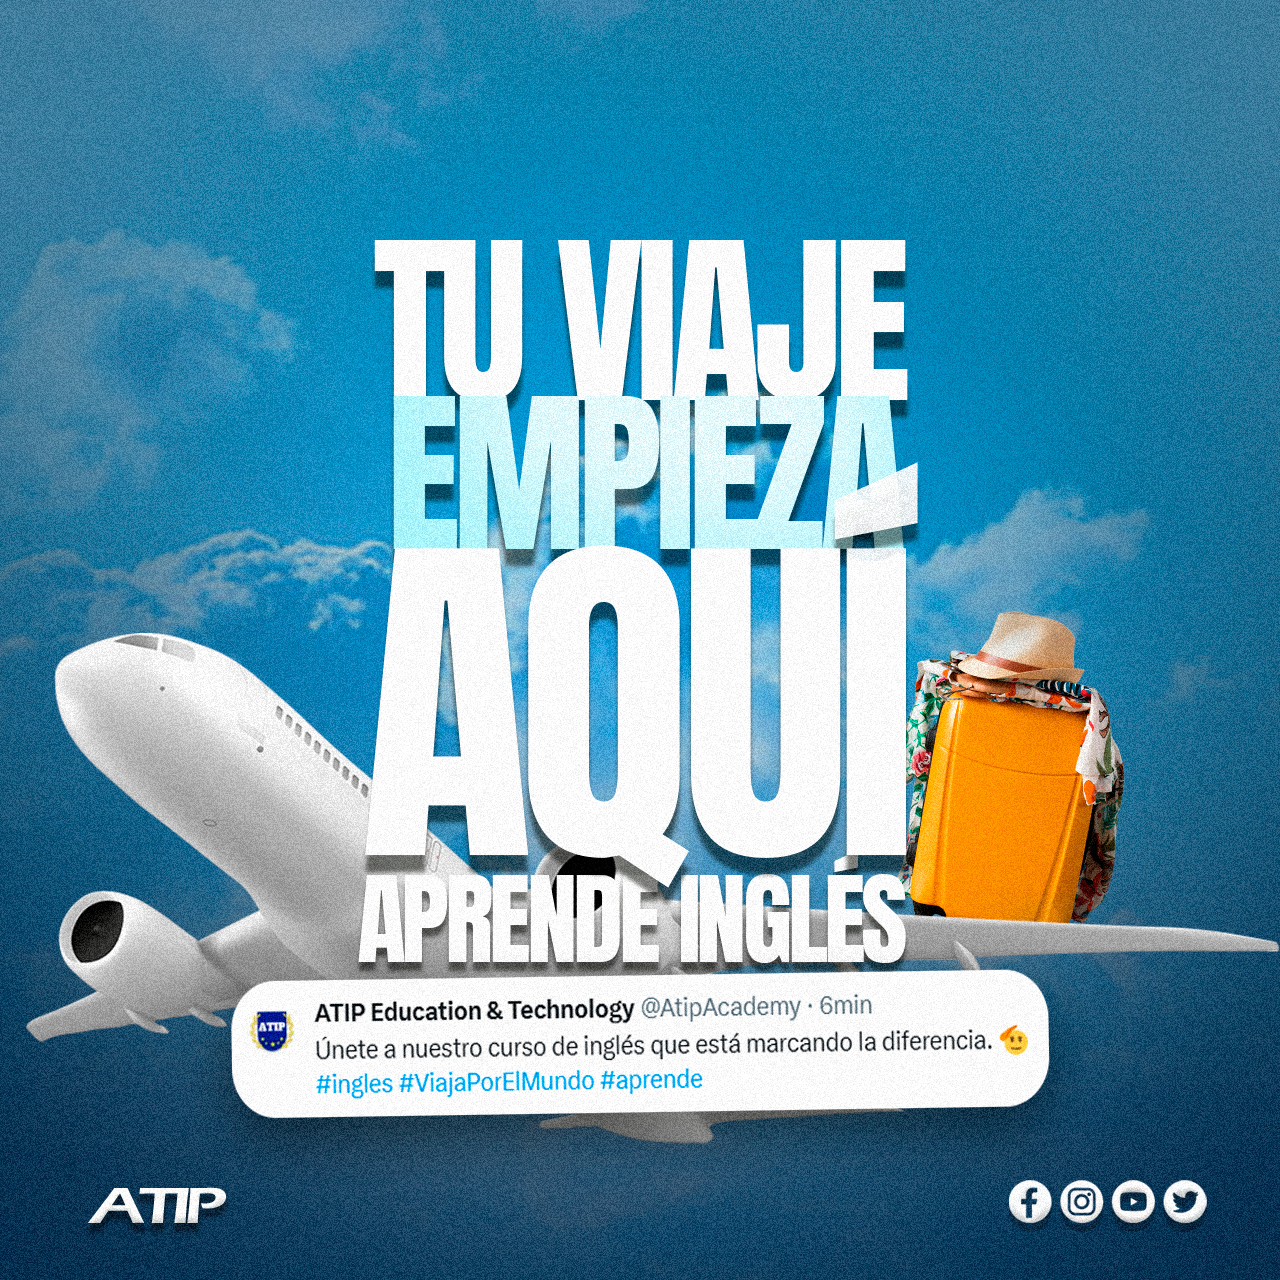 TU VIAJE
EMPIEZA
AQUÍ
APRENDE INGLÉS
ATIP
ATIP Education & Technology @AtipAcademy · 6min
Únete a nuestro curso de inglés que está marcando la diferencia. 🫡
#ingles #ViajaPorElMundo #aprende
ATIP